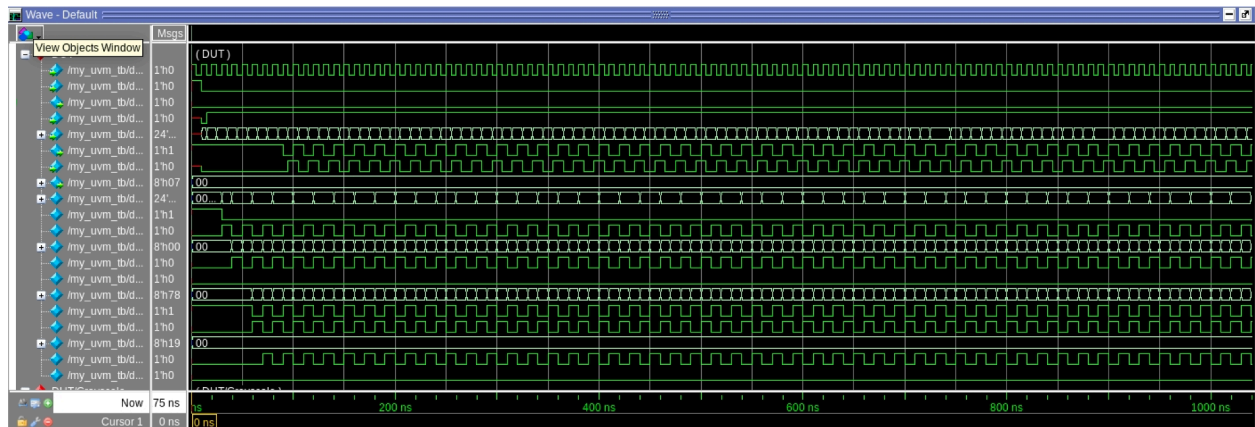 Wave - Default
Msgs
View Objects Window
( DUT )
/my_uvm_tb/d... 1'h0
/my_uvm_tb/d... 1'h0
/my_uvm_tb/d... 1'h0
/my_uvm_tb/d... 1'h0
/my_uvm_tb/d... 24'...
/my_uvm_tb/d... 1'h1
/my_uvm_tb/d... 1'h0
/my_uvm_tb/d... 8'h07 00
/my_uvm_tb/d... 24'... 00...
/my_uvm_tb/d... 1'h1
/my_uvm_tb/d... 1'h0
/my_uvm_tb/d... 8'h00 00
/my_uvm_tb/d... 1'h0
/my_uvm_tb/d... 1'h0
/my_uvm_tb/d... 8'h78 00
/my_uvm_tb/d... 1'h1
/my_uvm_tb/d... 1'h0
/my_uvm_tb/d... 8'h19 00
/my_uvm_tb/d... 1'h0
/my_uvm_tb/d... 1'h0
Now 75 ns ns 200 ns 400 ns 600 ns 800 ns 1000 ns
Cursor 1 0 ns 0 ns